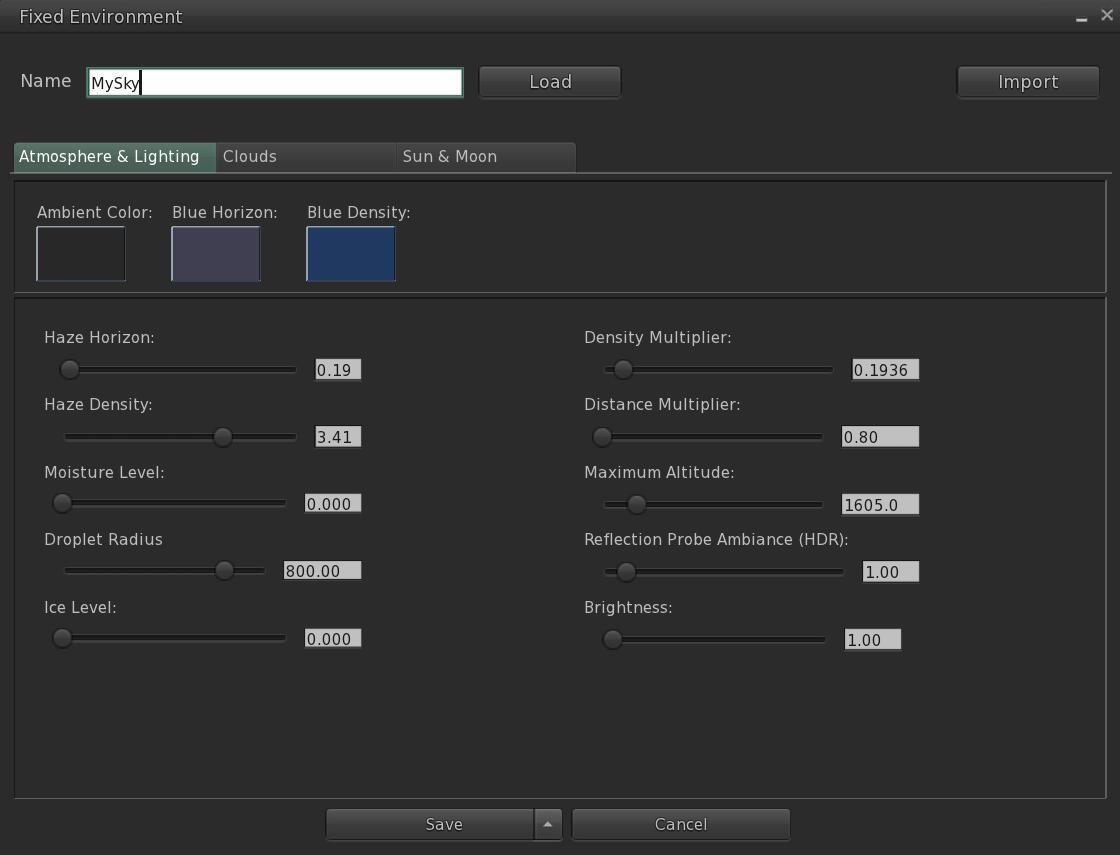 Fixed Environment
Name MySky Load Import
Atmosphere & Lighting Clouds Sun & Moon
Ambient Color: Blue Horizon: Blue Density:
Haze Horizon:
0.19
Haze Density:
3.41
Moisture Level:
0.000
Droplet Radius
800.00
Ice Level:
0.000
Density Multiplier:
0.1936
Distance Multiplier:
0.80
Maximum Altitude:
1605.0
Reflection Probe Ambiance (HDR):
1.00
Brightness:
1.00
Save Cancel